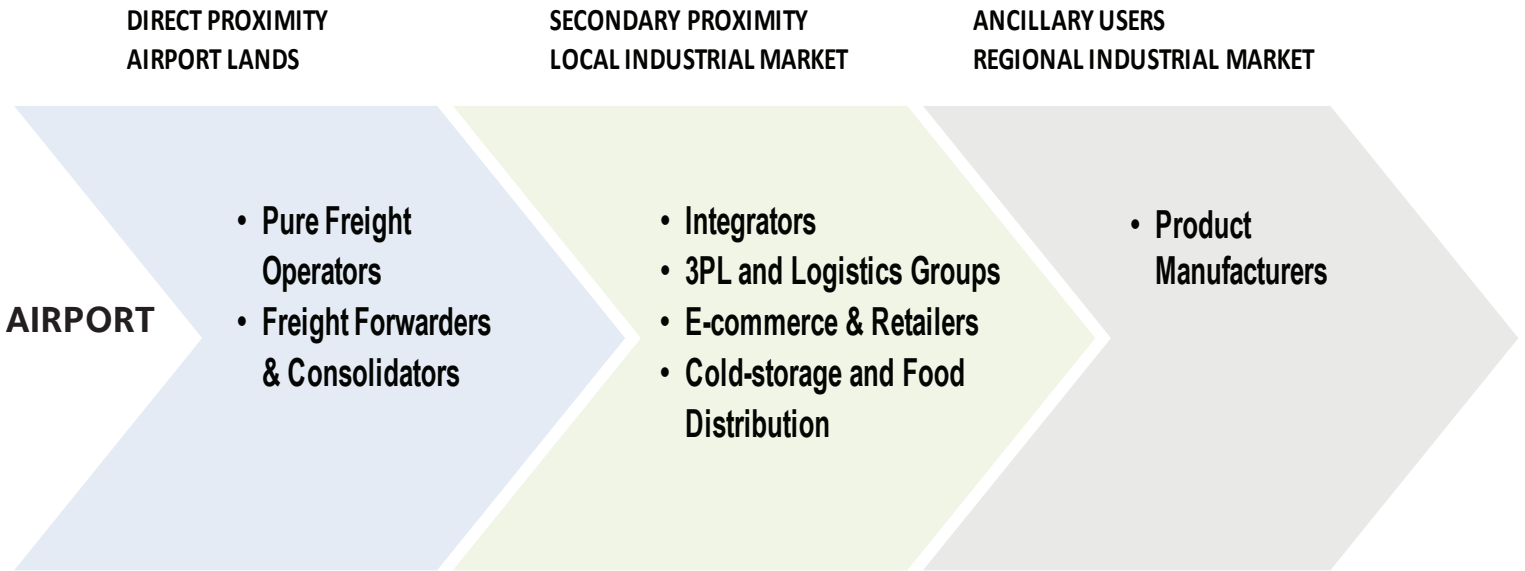 DIRECT PROXIMITY
AIRPORT LANDS
SECONDARY PROXIMITY
LOCAL INDUSTRIAL MARKET
ANCILLARY USERS
REGIONAL INDUSTRIAL MARKET
AIRPORT
• Pure Freight
Operators
• Freight Forwarders
& Consolidators
• Integrators
• 3PL and Logistics Groups
• E-commerce & Retailers
• Cold-storage and Food
Distribution
• Product
Manufacturers